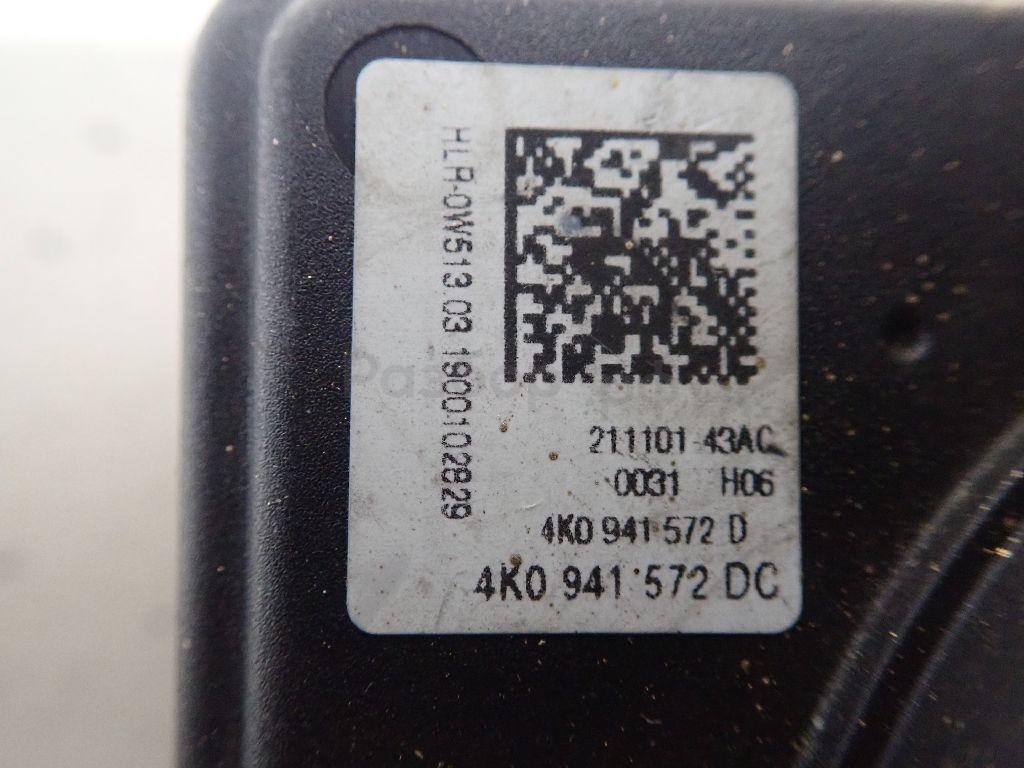 HLR-0W513.03 1900102829
211101 43AC
0031 H06
4K0 941 572 D
4K0 941 572 DC